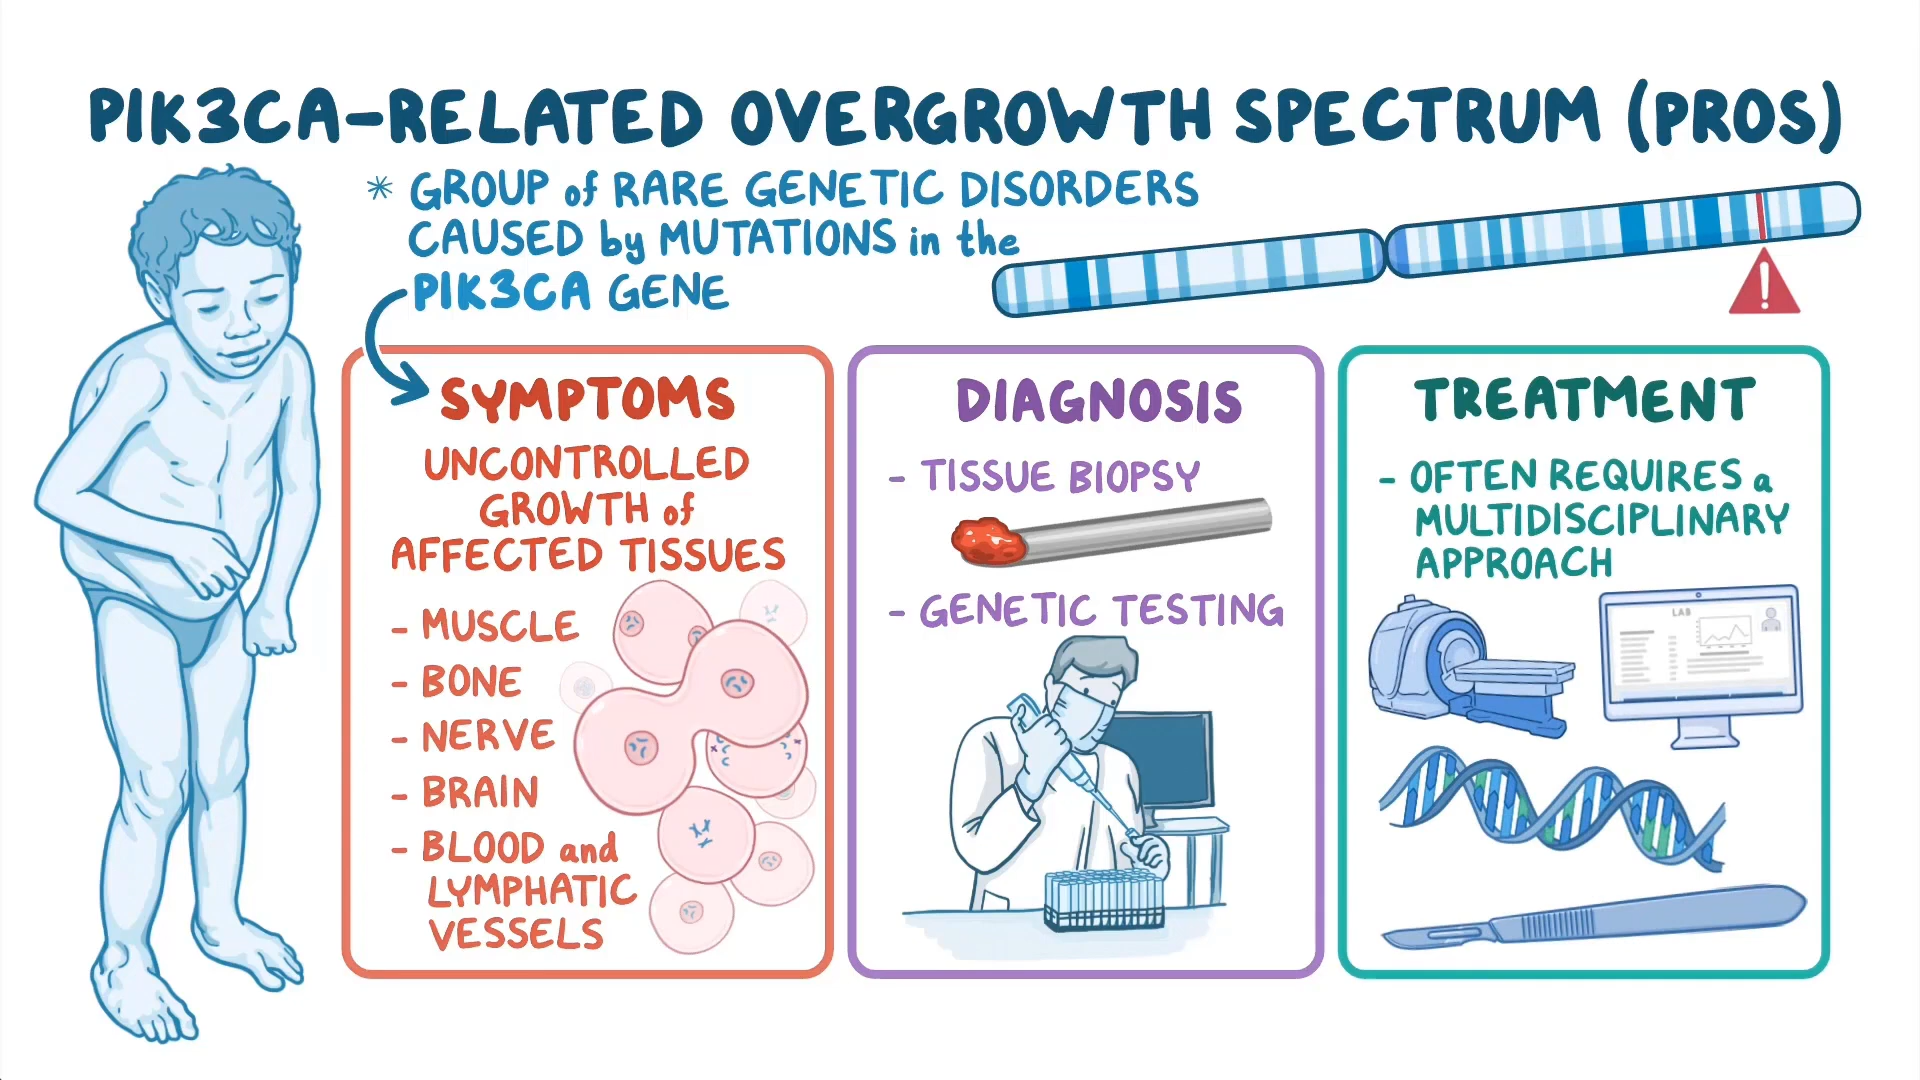 PIK3CA-RELATED OVERGROWTH SPECTRUM (PROS)
* GROUP of RARE GENETIC DISORDERS
CAUSED by MUTATIONS in the
PIK3CA GENE
SYMPTOMS
UNCONTROLLED
GROWTH of
AFFECTED TISSUES
- MUSCLE
- BONE
- NERVE
- BRAIN
- BLOOD and
LYMPHATIC
VESSELS
DIAGNOSIS
- TISSUE BIOPSY
- GENETIC TESTING
TREATMENT
- OFTEN REQUIRES a
MULTIDISCIPLINARY
APPROACH
LAB